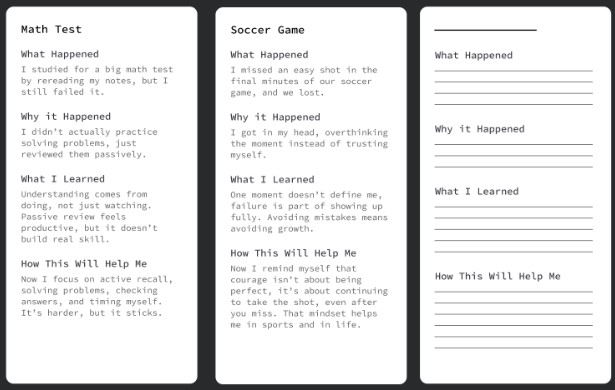 Math Test
What Happened
I studied for a big math test
by rereading my notes, but I
still failed it.
Why it Happened
I didn't actually practice
solving problems, just
reviewed them passively.
What I Learned
Understanding comes from
doing, not just watching.
Passive review feels
productive, but it doesn't
build real skill.
How This Will Help Me
Now I focus on active recall,
solving problems, checking
answers, and timing myself.
It's harder, but it sticks.
Soccer Game
What Happened
I missed an easy shot in the
final minutes of our soccer
game, and we lost.
Why it Happened
I got in my head, overthinking
the moment instead of trusting
myself.
What I Learned
One moment doesn't define me,
failure is part of showing up
fully. Avoiding mistakes means
avoiding growth.
How This Will Help Me
Now I remind myself that
courage isn't about being
perfect, it's about continuing
to take the shot, even after
you miss. That mindset helps
me in sports and in life.
What Happened
Why it Happened
What I Learned
How This Will Help Me